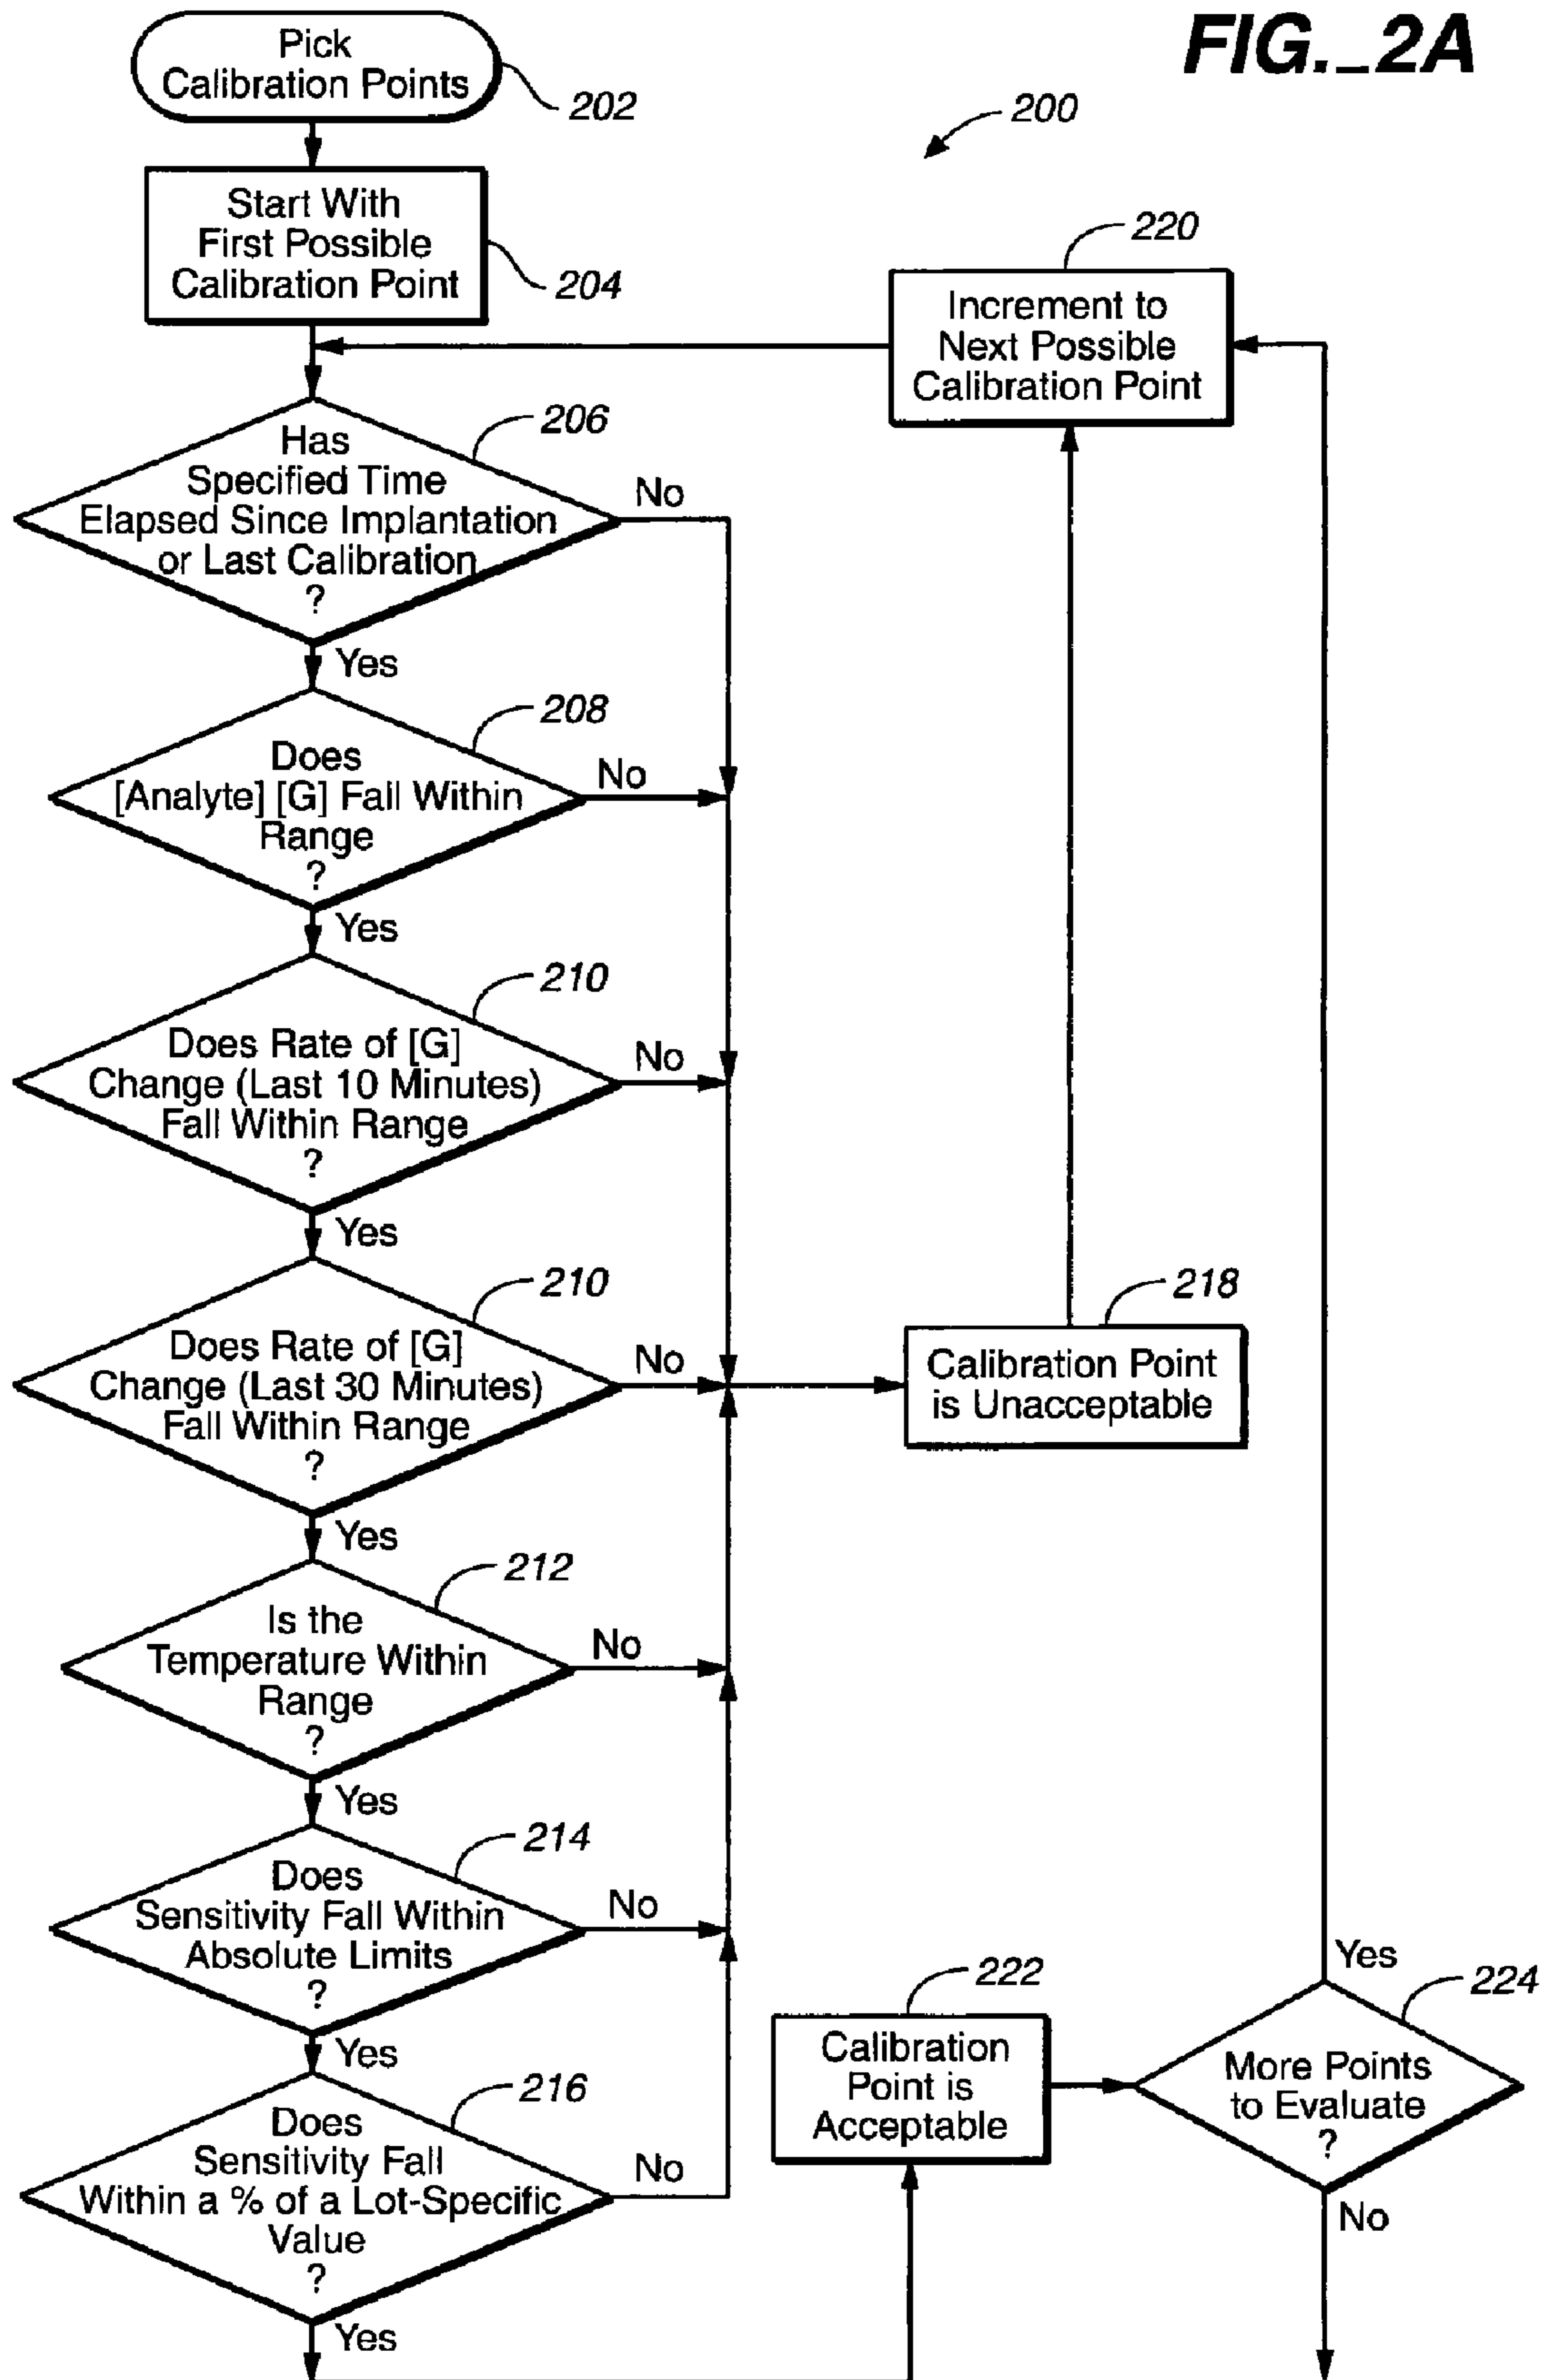 FIG._2A
Pick
Calibration Points
202
200
Start With
First Possible
Calibration Point
204
220
Increment to
Next Possible
Calibration Point
206
Has
Specified Time
Elapsed Since Implantation
or Last Calibration
?
No
Yes
208
Does
[Analyte] [G] Fall Within
Range
?
No
Yes
210
Does Rate of [G]
Change (Last 10 Minutes)
Fall Within Range
?
No
Yes
210
Does Rate of [G]
Change (Last 30 Minutes)
Fall Within Range
?
No
218
Calibration Point
is Unacceptable
Yes
212
Is the
Temperature Within
Range
?
No
Yes
214
Does
Sensitivity Fall Within
Absolute Limits
?
No
Yes
216
Does
Sensitivity Fall
Within a % of a Lot-Specific
Value
?
No
Yes
222
Calibration
Point is
Acceptable
Yes
224
More Points
to Evaluate
?
No